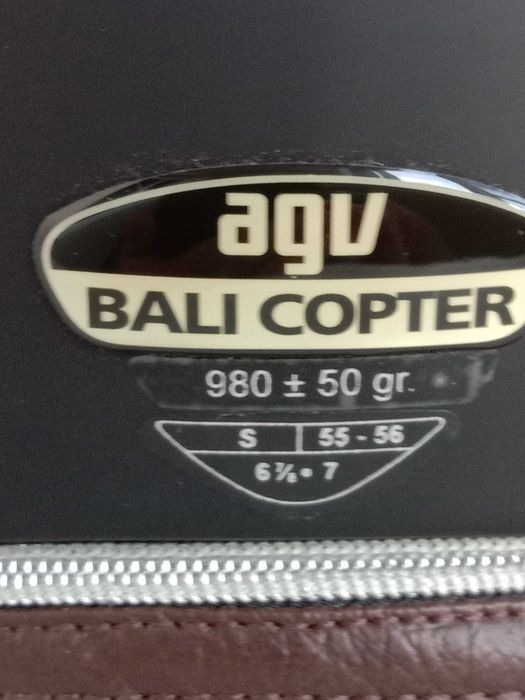 agv
BALI COPTER
980 ± 50 gr.
S 55 - 56
6 ⅞ • 7